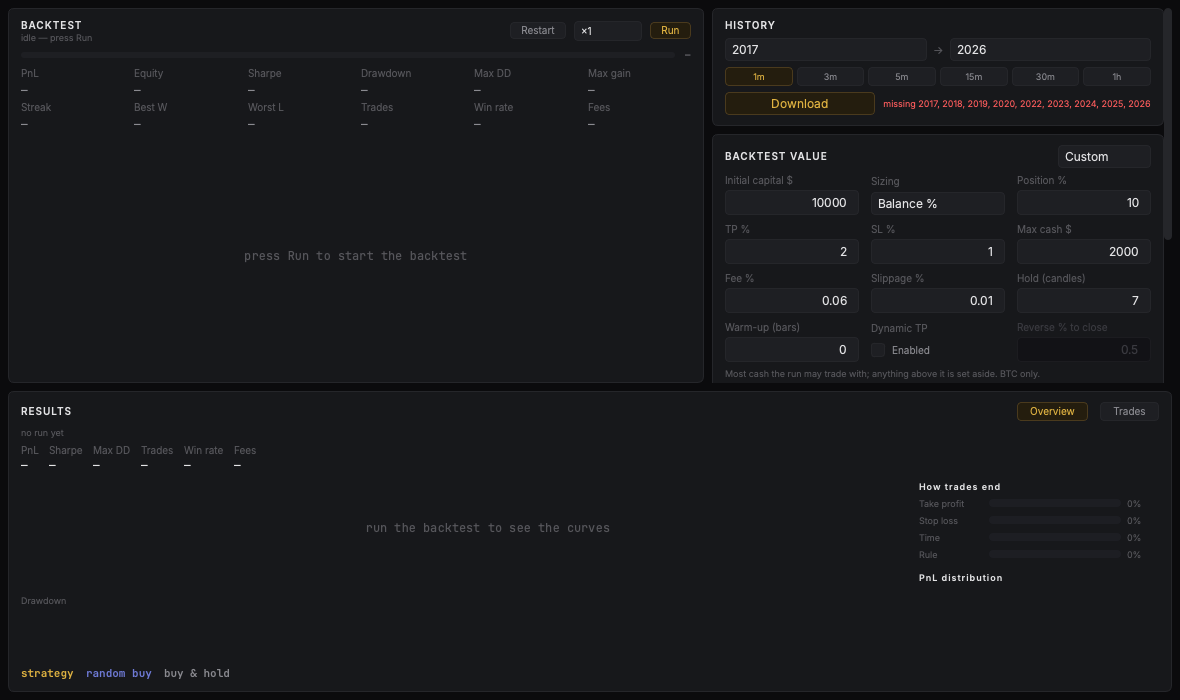 BACKTEST
idle — press Run
Restart
×1
Run
–
PnL Equity Sharpe Drawdown Max DD Max gain
– – – – – –
Streak Best W Worst L Trades Win rate Fees
– – – – – –
press Run to start the backtest
HISTORY
2017 → 2026
1m 3m 5m 15m 30m 1h
Download missing 2017, 2018, 2019, 2020, 2022, 2023, 2024, 2025, 2026
BACKTEST VALUE Custom
Initial capital $ Sizing Position %
10000 Balance % 10
TP % SL % Max cash $
2 1 2000
Fee % Slippage % Hold (candles)
0.06 0.01 7
Warm-up (bars) Dynamic TP Reverse % to close
0 Enabled 0.5
Most cash the run may trade with; anything above it is set aside. BTC only.
RESULTS Overview Trades
no run yet
PnL Sharpe Max DD Trades Win rate Fees
– – – – – –
run the backtest to see the curves
How trades end
Take profit 0%
Stop loss 0%
Time 0%
Rule 0%
PnL distribution
Drawdown
strategy random buy buy & hold